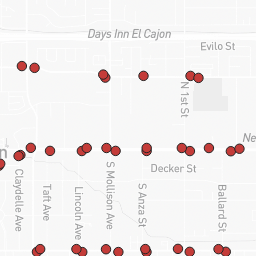 Days Inn El Cajon
Evilo St
N 1st St
Ne
n
Decker St
Claydelle Ave
Taft Ave
Lincoln Ave
S Mollison Ave
S Anza St
Ballard St